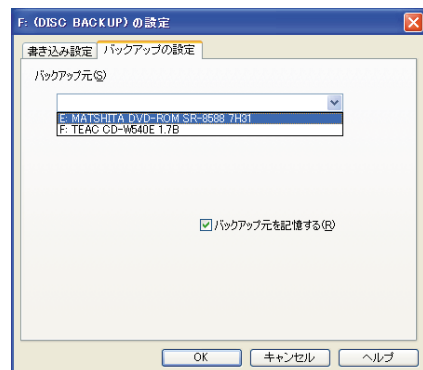 F: (DISC BACKUP) の設定
書き込み設定 バックアップの設定
バックアップ元(S)
E: MATSHITA DVD-ROM SR-8588 7H31
F: TEAC CD-W540E 1.7B
バックアップ元を記憶する(R)
OK キャンセル ヘルプ